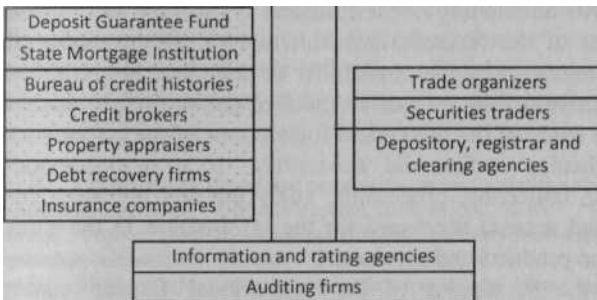 Deposit Guarantee Fund
State Mortgage Institution
Bureau of credit histories
Credit brokers
Property appraisers
Debt recovery firms
Insurance companies
Trade organizers
Securities traders
Depository, registrar and
clearing agencies
Information and rating agencies
Auditing firms